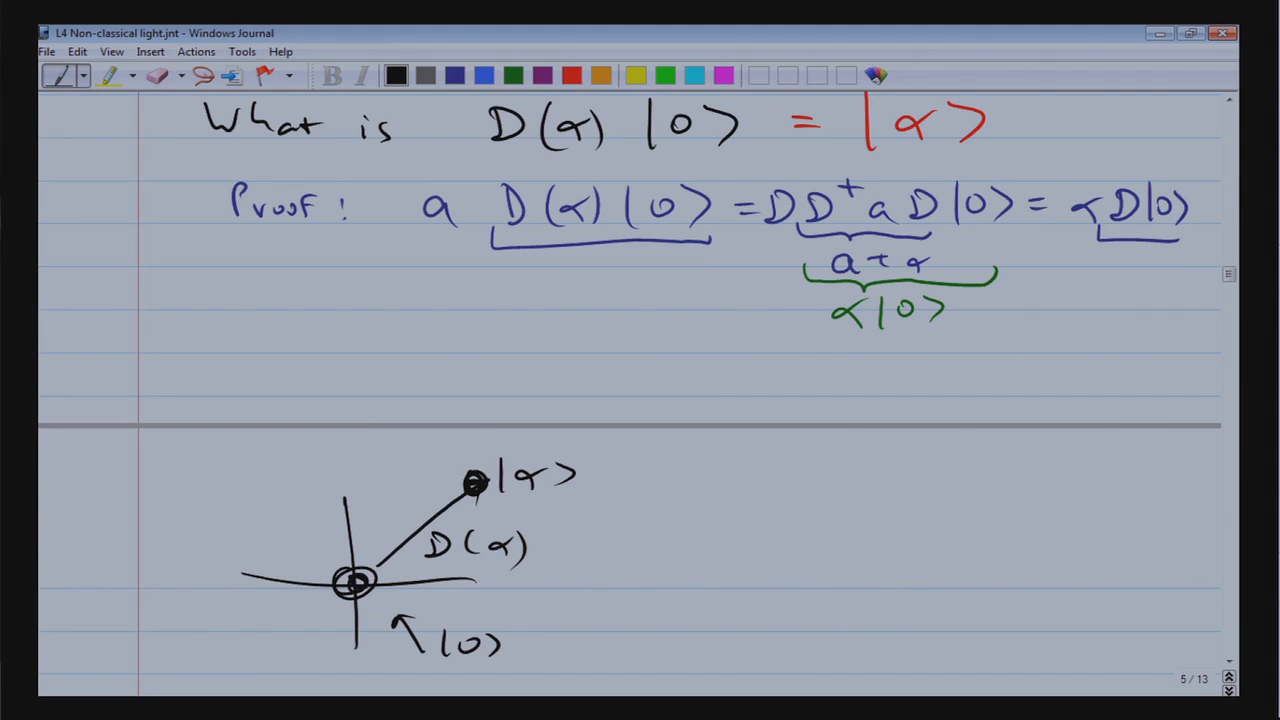 L4 Non-classical light.jnt - Windows Journal
File Edit View Insert Actions Tools Help
B I
What is D(α) |0> = |α>
Proof: a D(α) |0> = D D† a D |0> = α D|0>
a + α
α|0>
|α>
D(α)
|0>
5 / 13